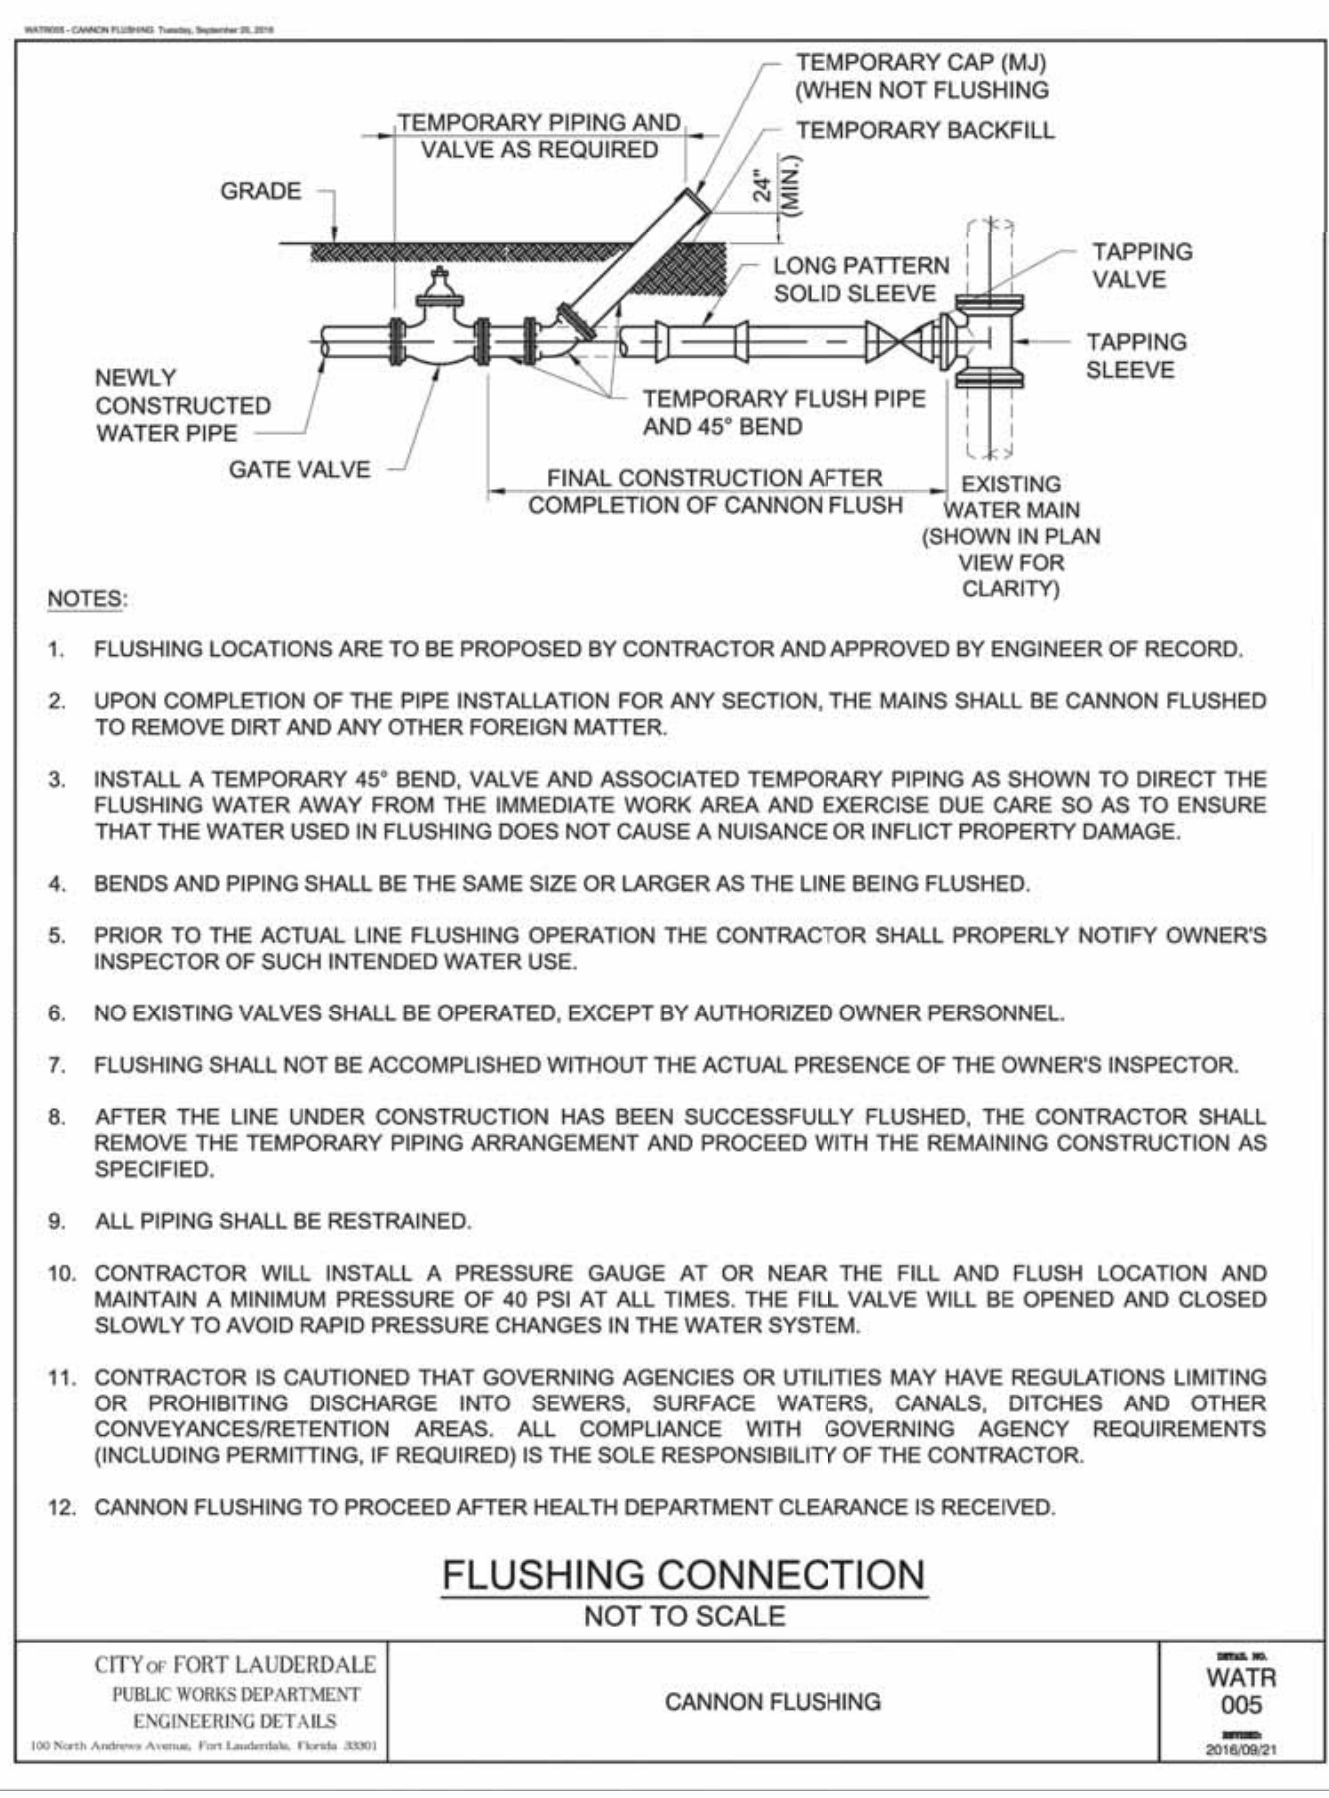 WATR005 - CANNON FLUSHING Tuesday, September 20, 2016
TEMPORARY CAP (MJ)
(WHEN NOT FLUSHING
TEMPORARY PIPING AND
VALVE AS REQUIRED
TEMPORARY BACKFILL
24"
(MIN.)
GRADE
LONG PATTERN
SOLID SLEEVE
TAPPING
VALVE
TAPPING
SLEEVE
NEWLY
CONSTRUCTED
WATER PIPE
TEMPORARY FLUSH PIPE
AND 45° BEND
GATE VALVE
FINAL CONSTRUCTION AFTER
COMPLETION OF CANNON FLUSH
EXISTING
WATER MAIN
(SHOWN IN PLAN
VIEW FOR
CLARITY)
NOTES:
1. FLUSHING LOCATIONS ARE TO BE PROPOSED BY CONTRACTOR AND APPROVED BY ENGINEER OF RECORD.
2. UPON COMPLETION OF THE PIPE INSTALLATION FOR ANY SECTION, THE MAINS SHALL BE CANNON FLUSHED
TO REMOVE DIRT AND ANY OTHER FOREIGN MATTER.
3. INSTALL A TEMPORARY 45° BEND, VALVE AND ASSOCIATED TEMPORARY PIPING AS SHOWN TO DIRECT THE
FLUSHING WATER AWAY FROM THE IMMEDIATE WORK AREA AND EXERCISE DUE CARE SO AS TO ENSURE
THAT THE WATER USED IN FLUSHING DOES NOT CAUSE A NUISANCE OR INFLICT PROPERTY DAMAGE.
4. BENDS AND PIPING SHALL BE THE SAME SIZE OR LARGER AS THE LINE BEING FLUSHED.
5. PRIOR TO THE ACTUAL LINE FLUSHING OPERATION THE CONTRACTOR SHALL PROPERLY NOTIFY OWNER'S
INSPECTOR OF SUCH INTENDED WATER USE.
6. NO EXISTING VALVES SHALL BE OPERATED, EXCEPT BY AUTHORIZED OWNER PERSONNEL.
7. FLUSHING SHALL NOT BE ACCOMPLISHED WITHOUT THE ACTUAL PRESENCE OF THE OWNER'S INSPECTOR.
8. AFTER THE LINE UNDER CONSTRUCTION HAS BEEN SUCCESSFULLY FLUSHED, THE CONTRACTOR SHALL
REMOVE THE TEMPORARY PIPING ARRANGEMENT AND PROCEED WITH THE REMAINING CONSTRUCTION AS
SPECIFIED.
9. ALL PIPING SHALL BE RESTRAINED.
10. CONTRACTOR WILL INSTALL A PRESSURE GAUGE AT OR NEAR THE FILL AND FLUSH LOCATION AND
MAINTAIN A MINIMUM PRESSURE OF 40 PSI AT ALL TIMES. THE FILL VALVE WILL BE OPENED AND CLOSED
SLOWLY TO AVOID RAPID PRESSURE CHANGES IN THE WATER SYSTEM.
11. CONTRACTOR IS CAUTIONED THAT GOVERNING AGENCIES OR UTILITIES MAY HAVE REGULATIONS LIMITING
OR PROHIBITING DISCHARGE INTO SEWERS, SURFACE WATERS, CANALS, DITCHES AND OTHER
CONVEYANCES/RETENTION AREAS. ALL COMPLIANCE WITH GOVERNING AGENCY REQUIREMENTS
(INCLUDING PERMITTING, IF REQUIRED) IS THE SOLE RESPONSIBILITY OF THE CONTRACTOR.
12. CANNON FLUSHING TO PROCEED AFTER HEALTH DEPARTMENT CLEARANCE IS RECEIVED.
FLUSHING CONNECTION
NOT TO SCALE
CITY OF FORT LAUDERDALE
PUBLIC WORKS DEPARTMENT
ENGINEERING DETAILS
100 North Andrews Avenue, Fort Lauderdale, Florida 33301
CANNON FLUSHING
DETAIL NO.
WATR
005
REVISED:
2016/09/21